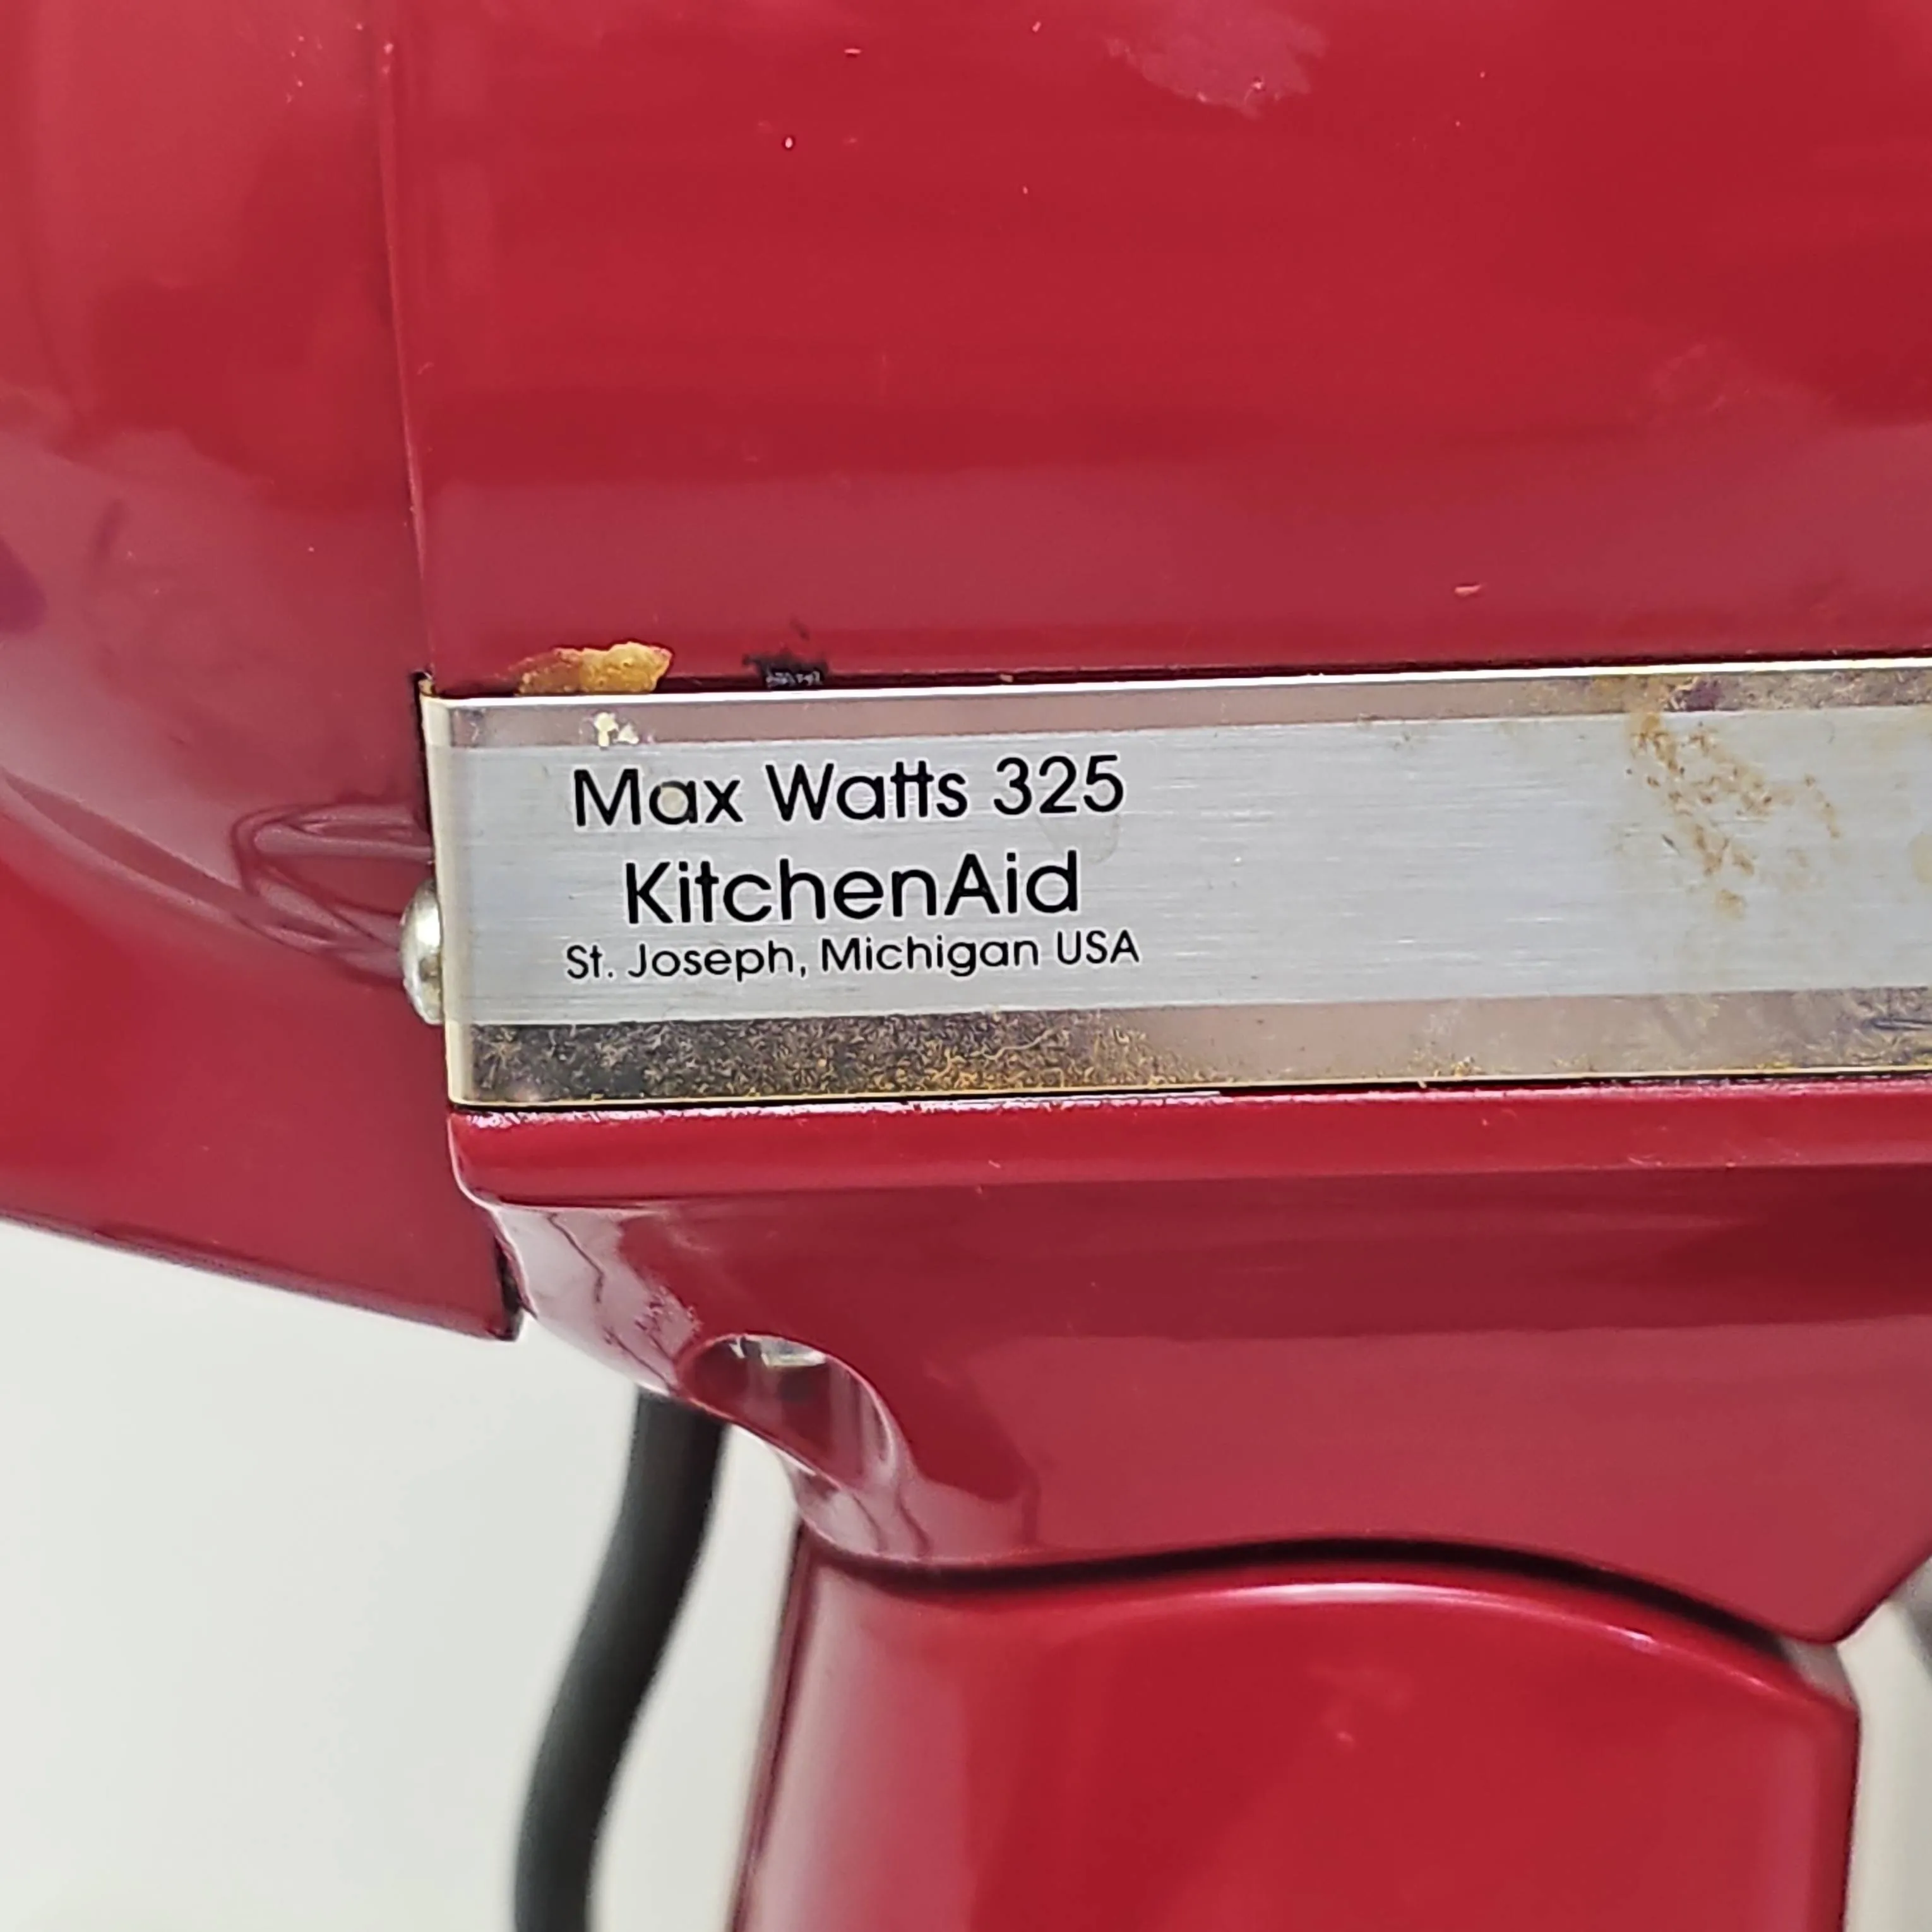 Max Watts 325
KitchenAid
St. Joseph, Michigan USA